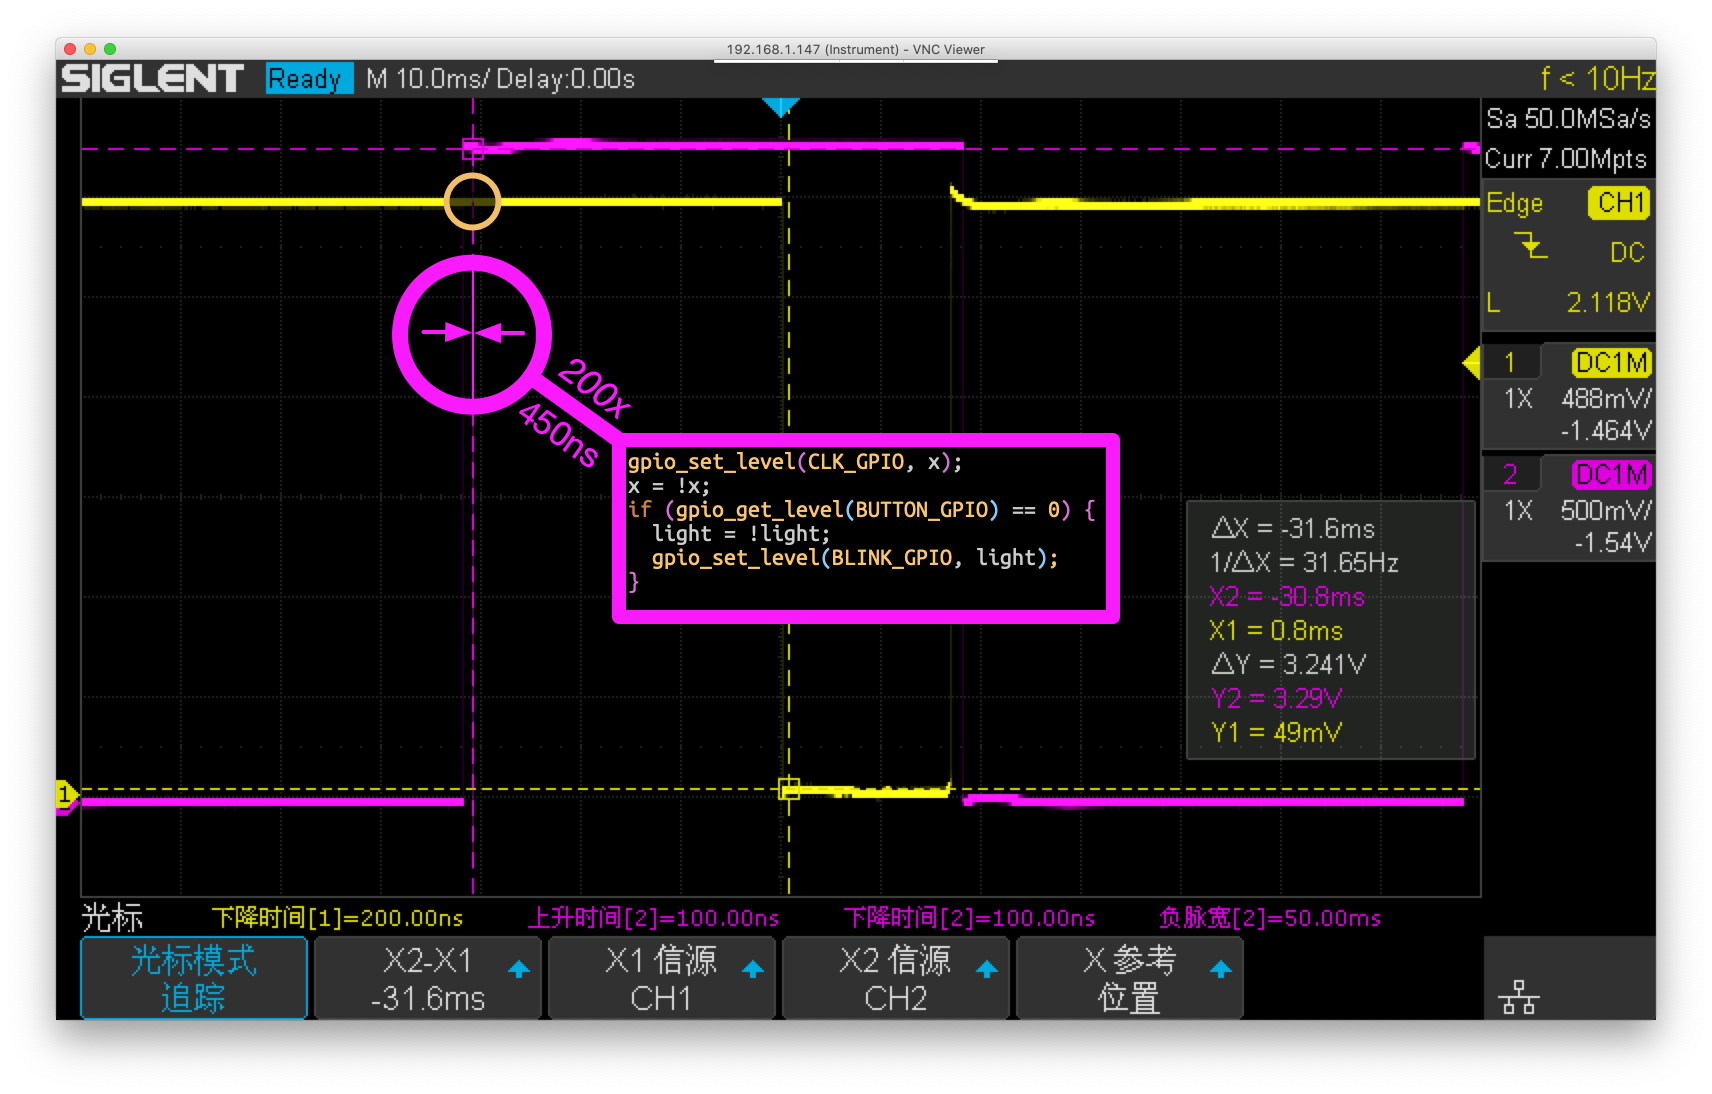 192.168.1.147 (Instrument) - VNC Viewer
SIGLENT Ready M 10.0ms/ Delay:0.00s f < 10Hz
Sa 50.0MSa/s
Curr 7.00Mpts
Edge CH1
DC
L 2.118V
1 DC1M
1X 488mV/
-1.464V
2 DC1M
1X 500mV/
-1.54V
200x
450ns
gpio_set_level(CLK_GPIO, x);
x = !x;
if (gpio_get_level(BUTTON_GPIO) == 0) {
light = !light;
gpio_set_level(BLINK_GPIO, light);
}
△X = -31.6ms
1/△X = 31.65Hz
X2 = -30.8ms
X1 = 0.8ms
△Y = 3.241V
Y2 = 3.29V
Y1 = 49mV
1
光标 下降时间[1]=200.00ns 上升时间[2]=100.00ns 下降时间[2]=100.00ns 负脉宽[2]=50.00ms
光标模式
追踪
X2-X1
-31.6ms
X1 信源
CH1
X2 信源
CH2
X 参考
位置